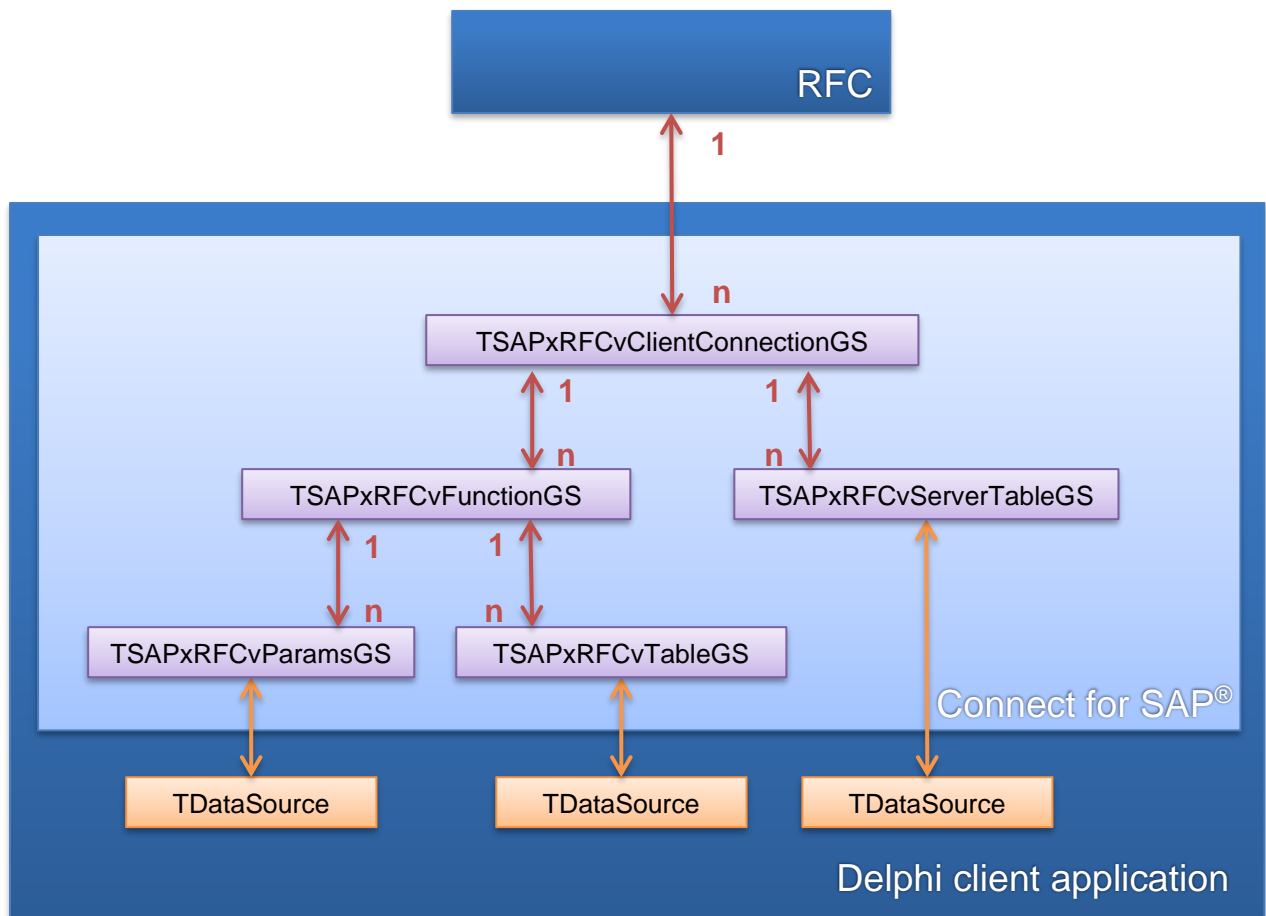 RFC
1
n
TSAPxRFCvClientConnectionGS
1
1
n
n
TSAPxRFCvFunctionGS
TSAPxRFCvServerTableGS
1
1
n
n
TSAPxRFCvParamsGS
TSAPxRFCvTableGS
Connect for SAP®
TDataSource
TDataSource
TDataSource
Delphi client application